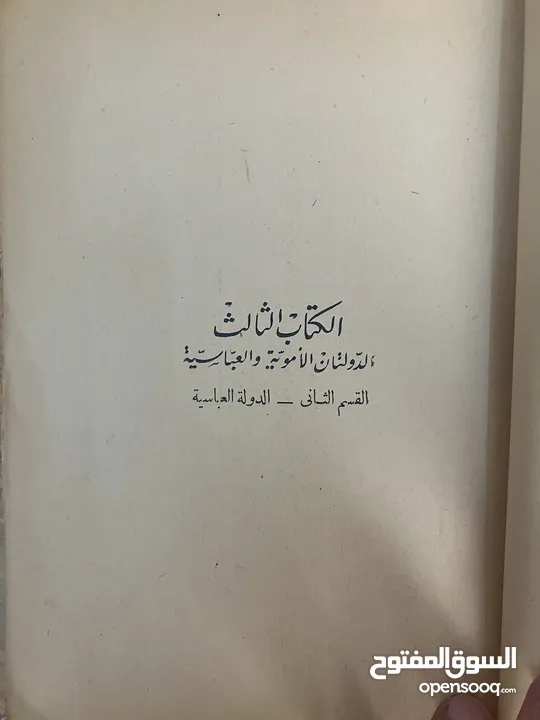 الكتاب الثالث
الدولتان الأموية والعباسية
القسم الثانى — الدولة العباسية
السوق المفتوح
opensooq.com